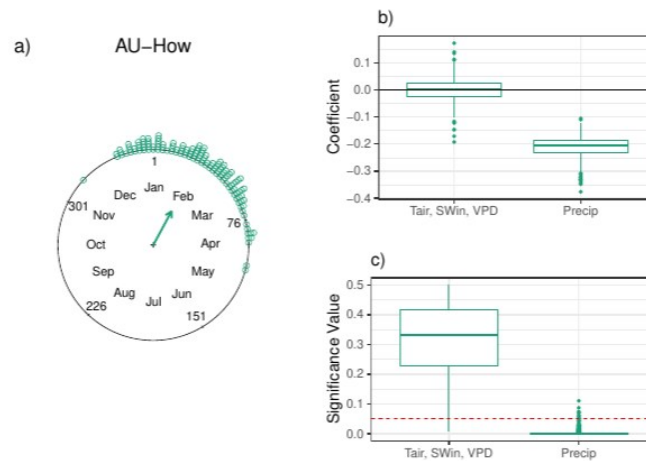 a)
AU−How
1
Jan
Feb
Mar
76
Apr
May
Jun
151
Jul
Aug
226
Sep
Oct
Nov
301
Dec
b)
Coefficient
0.1
0.0
−0.1
−0.2
−0.3
−0.4
Tair, SWin, VPD
Precip
c)
Significance Value
0.5
0.4
0.3
0.2
0.1
0.0
Tair, SWin, VPD
Precip